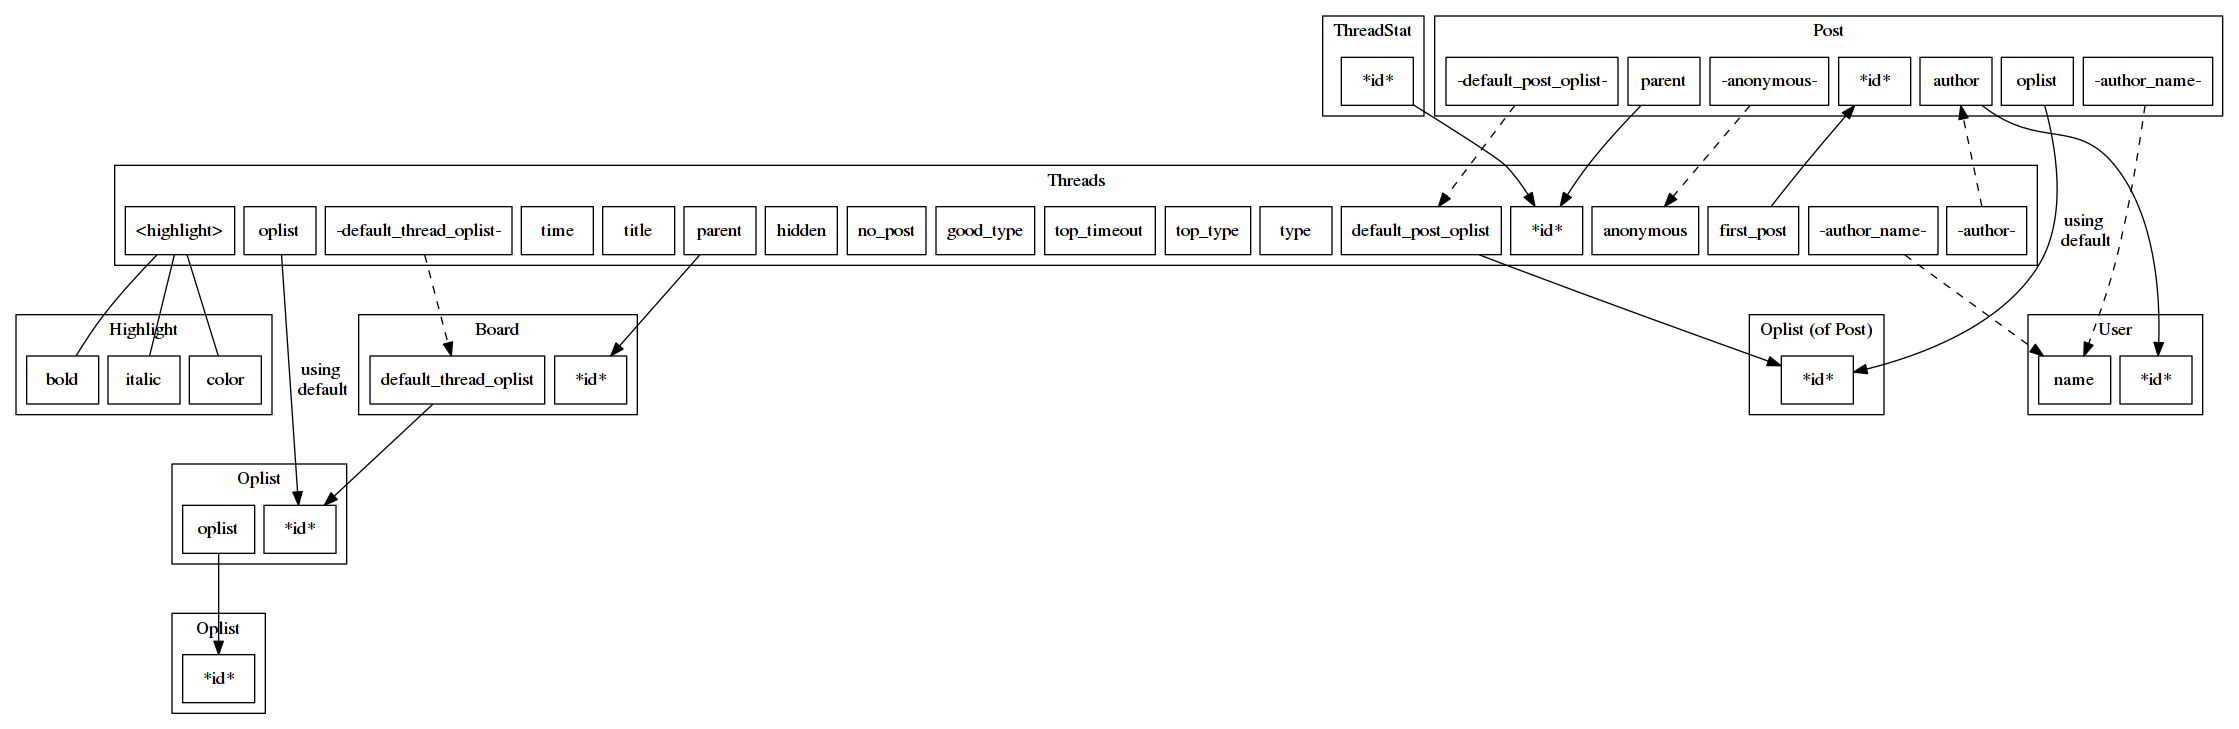 ThreadStat
Post
*id*
-default_post_oplist-
parent
-anonymous-
*id*
author
oplist
-author_name-
Threads
<highlight>
oplist
-default_thread_oplist-
time
title
parent
hidden
no_post
good_type
top_timeout
top_type
type
default_post_oplist
*id*
anonymous
first_post
-author_name-
-author-
using
default
Highlight
Board
Oplist (of Post)
User
bold
italic
color
using
default
default_thread_oplist
*id*
*id*
name
*id*
Oplist
oplist
*id*
Oplist
*id*